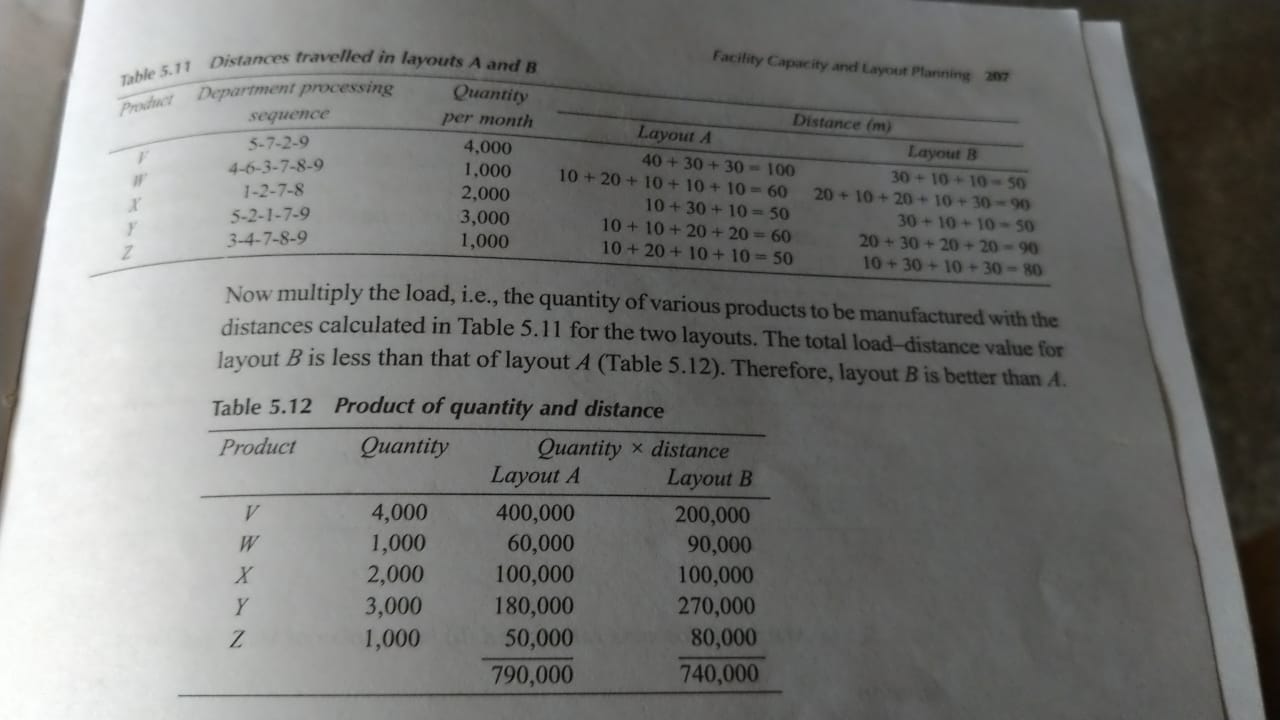 Facility Capacity and Layout Planning 207
Table 5.11 Distances travelled in layouts A and B
Product Department processing sequence Quantity per month Distance (m)
Layout A Layout B
V 5-7-2-9 4,000 40 + 30 + 30 = 100 30 + 10 + 10 = 50
W 4-6-3-7-8-9 1,000 10 + 20 + 10 + 10 + 10 = 60 20 + 10 + 20 + 10 + 30 = 90
X 1-2-7-8 2,000 10 + 30 + 10 = 50 30 + 10 + 10 = 50
Y 5-2-1-7-9 3,000 10 + 10 + 20 + 20 = 60 20 + 30 + 20 + 20 = 90
Z 3-4-7-8-9 1,000 10 + 20 + 10 + 10 = 50 10 + 30 + 10 + 30 = 80
Now multiply the load, i.e., the quantity of various products to be manufactured with the
distances calculated in Table 5.11 for the two layouts. The total load–distance value for
layout B is less than that of layout A (Table 5.12). Therefore, layout B is better than A.
Table 5.12 Product of quantity and distance
Product Quantity Quantity × distance
Layout A Layout B
V 4,000 400,000 200,000
W 1,000 60,000 90,000
X 2,000 100,000 100,000
Y 3,000 180,000 270,000
Z 1,000 50,000 80,000
790,000 740,000